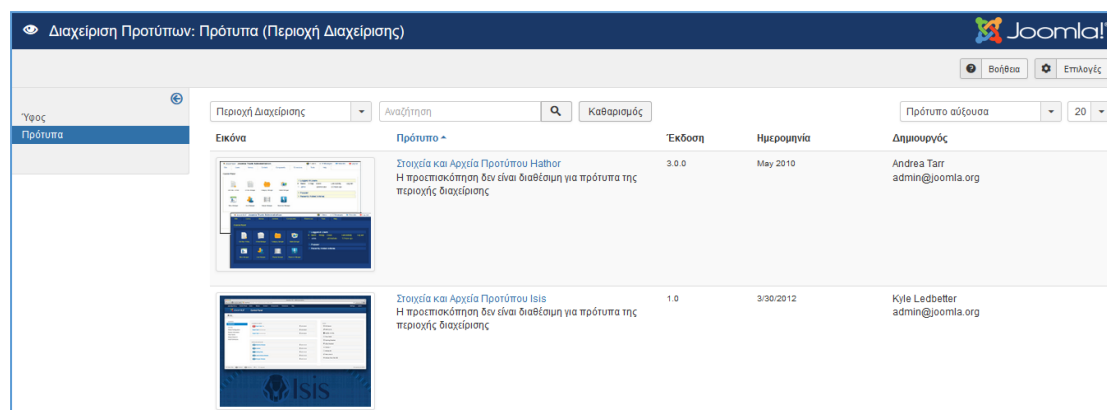 Διαχείριση Προτύπων: Πρότυπα (Περιοχή Διαχείρισης)
Joomla!
Βοήθεια
Επιλογές
Ύφος
Πρότυπα
Περιοχή Διαχείρισης
Αναζήτηση
Καθαρισμός
Πρότυπο αύξουσα
20
Εικόνα
Πρότυπο
Έκδοση
Ημερομηνία
Δημιουργός
Στοιχεία και Αρχεία Προτύπου Hathor
Η προεπισκόπηση δεν είναι διαθέσιμη για πρότυπα της
περιοχής διαχείρισης
3.0.0
May 2010
Andrea Tarr
admin@joomla.org
Στοιχεία και Αρχεία Προτύπου Isis
Η προεπισκόπηση δεν είναι διαθέσιμη για πρότυπα της
περιοχής διαχείρισης
1.0
3/30/2012
Kyle Ledbetter
admin@joomla.org
Isis